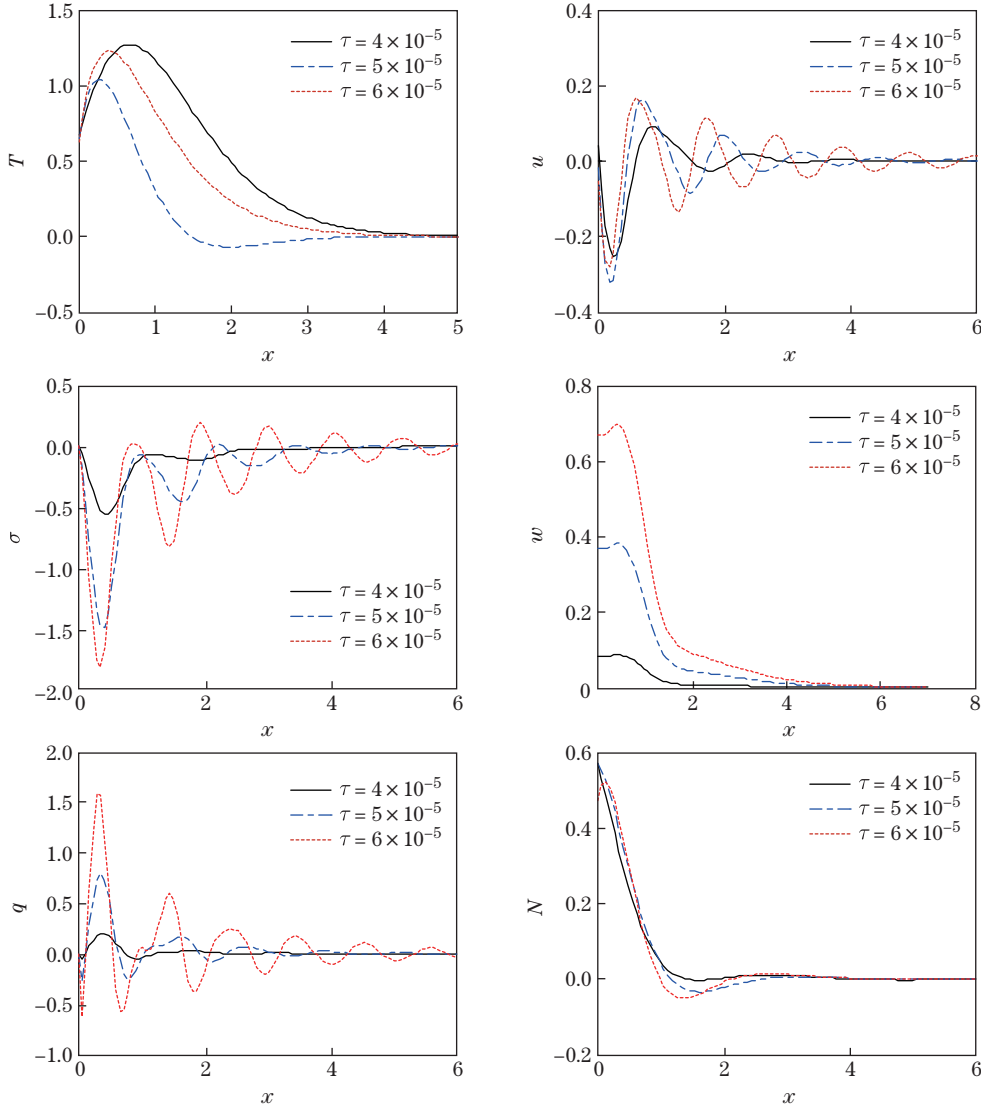 1.5
1.0
0.5
0.0
−0.5
T
0
1
2
3
4
5
x
τ = 4 × 10⁻⁵
τ = 5 × 10⁻⁵
τ = 6 × 10⁻⁵
0.4
0.2
0.0
−0.2
−0.4
u
0
2
4
6
x
τ = 4 × 10⁻⁵
τ = 5 × 10⁻⁵
τ = 6 × 10⁻⁵
0.5
0.0
−0.5
−1.0
−1.5
−2.0
σ
0
2
4
6
x
τ = 4 × 10⁻⁵
τ = 5 × 10⁻⁵
τ = 6 × 10⁻⁵
0.8
0.6
0.4
0.2
0
w
2
4
6
8
x
τ = 4 × 10⁻⁵
τ = 5 × 10⁻⁵
τ = 6 × 10⁻⁵
2.0
1.5
1.0
0.5
0.0
−0.5
−1.0
q
0
2
4
6
x
τ = 4 × 10⁻⁵
τ = 5 × 10⁻⁵
τ = 6 × 10⁻⁵
0.6
0.4
0.2
0.0
−0.2
N
0
2
4
6
x
τ = 4 × 10⁻⁵
τ = 5 × 10⁻⁵
τ = 6 × 10⁻⁵